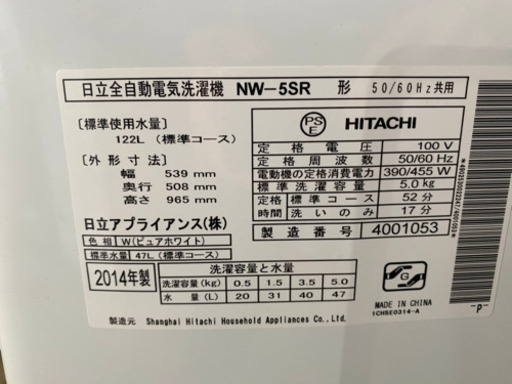 日立全自動電気洗濯機 NW-5SR 形 50/60Hz共用
〔標準使用水量〕
122L (標準コース)
〔外形寸法〕
幅 539 mm
奥行 508 mm
高さ 965 mm
日立アプライアンス(株)
色相 W(ピュアホワイト)
標準水量 47L(標準コース)
2014年製
PSE HITACHI
定格電圧 100 V
定格周波数 50/60 Hz
電動機の定格消費電力 390/455 W
標準洗濯容量 5.0 kg
定格時間 標準コース 52分
洗いのみ 17分
製造番号 4001053
洗濯容量と水量
洗濯容量(kg) 0.5 1.5 3.5 5.0
水量(L) 20 31 40 47
G
MADE IN CHINA
1CHSE0314-A
-P-
製造元 Shanghai Hitachi Household Appliances Co.,Ltd.